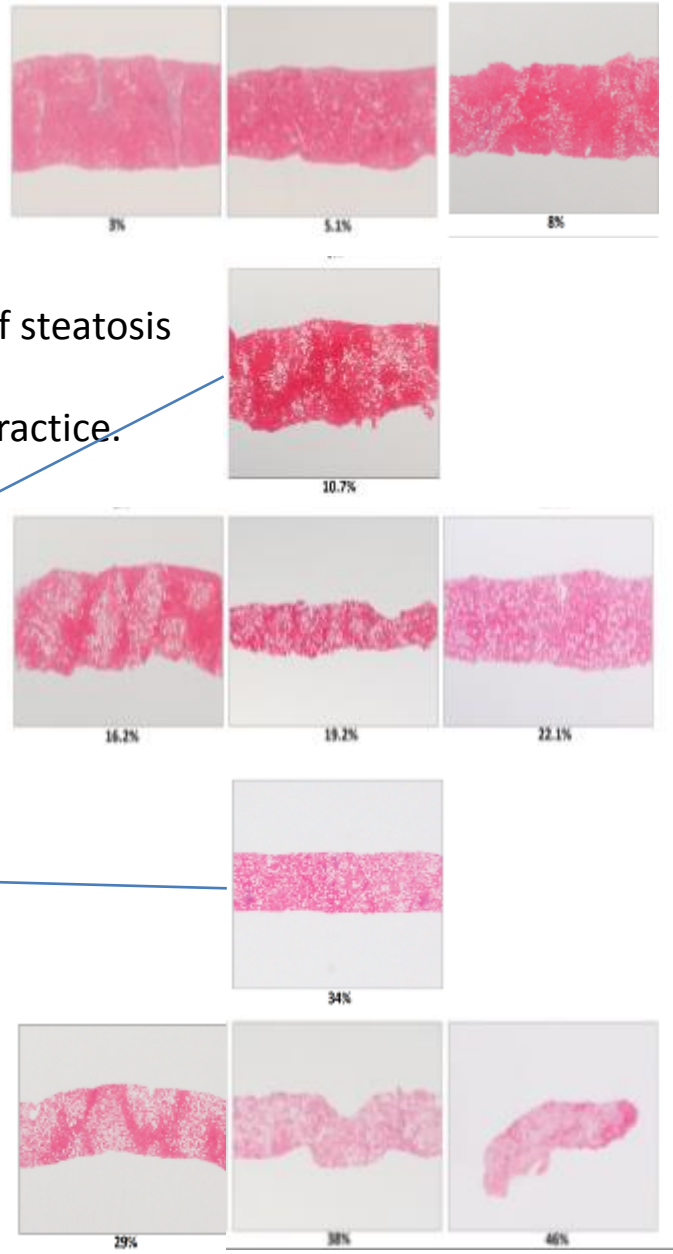 3% 5.1% 8%
f steatosis
ractice.
10.7%
16.2% 19.2% 22.1%
34%
29% 38% 46%